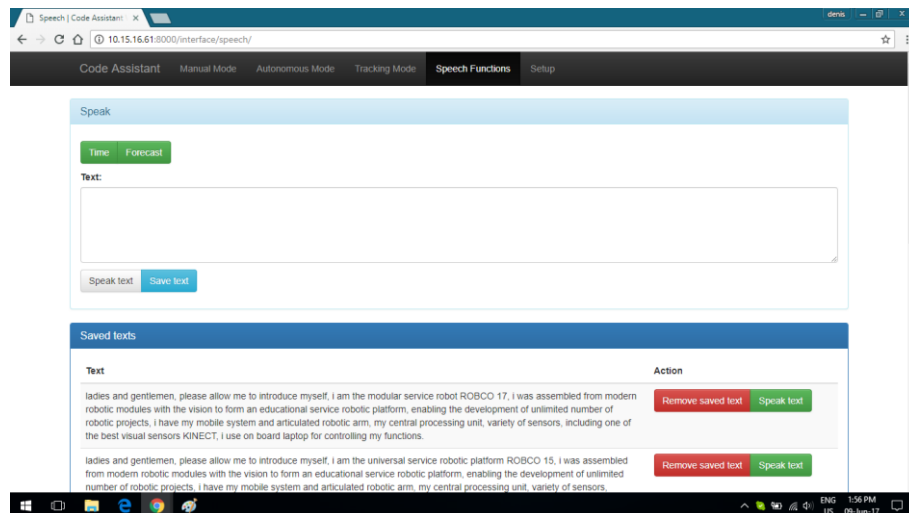 Speech | Code Assistant
denis
10.15.16.61:8000/interface/speech/
Code Assistant Manual Mode Autonomous Mode Tracking Mode Speech Functions Setup
Speak
Time Forecast
Text:
Speak text Save text
Saved texts
Text Action
ladies and gentlemen, please allow me to introduce myself, i am the modular service robot ROBCO 17, i was assembled from modern
robotic modules with the vision to form an educational service robotic platform, enabling the development of unlimited number of
robotic projects, i have my mobile system and articulated robotic arm, my central processing unit, variety of sensors, including one of
the best visual sensors KINECT, i use on board laptop for controlling my functions.
Remove saved text Speak text
ladies and gentlemen, please allow me to introduce myself, i am the universal service robotic platform ROBCO 15, i was assembled
from modern robotic modules with the vision to form an educational service robotic platform, enabling the development of unlimited
number of robotic projects, i have my mobile system and articulated robotic arm, my central processing unit, variety of sensors,
Remove saved text Speak text
ENG 1:56 PM
US 09-Jun-17